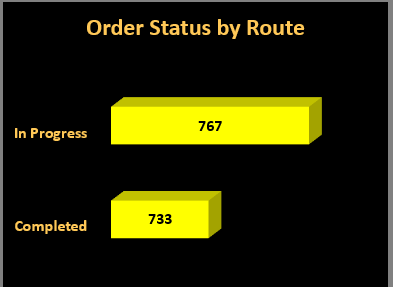 Order Status by Route
In Progress
767
Completed
733